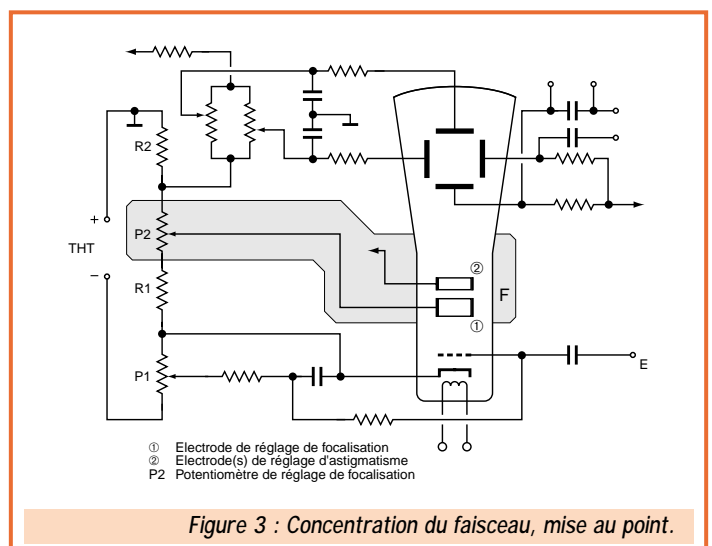 R2
+
P2
THT
②
−
F
R1
①
P1
E
① Electrode de réglage de focalisation
② Electrode(s) de réglage d'astigmatisme
P2 Potentiomètre de réglage de focalisation
Figure 3 : Concentration du faisceau, mise au point.